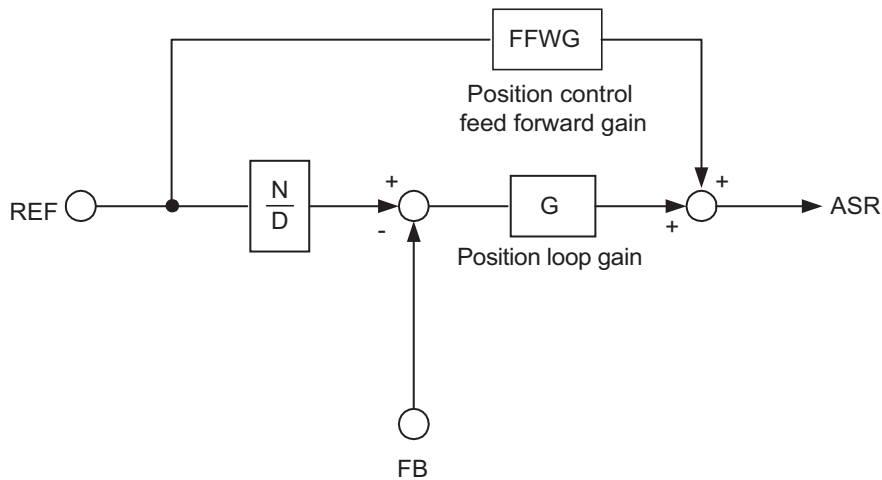 FFWG
Position control
feed forward gain
+
+
REF
N
D
-
G
+
ASR
Position loop gain
FB